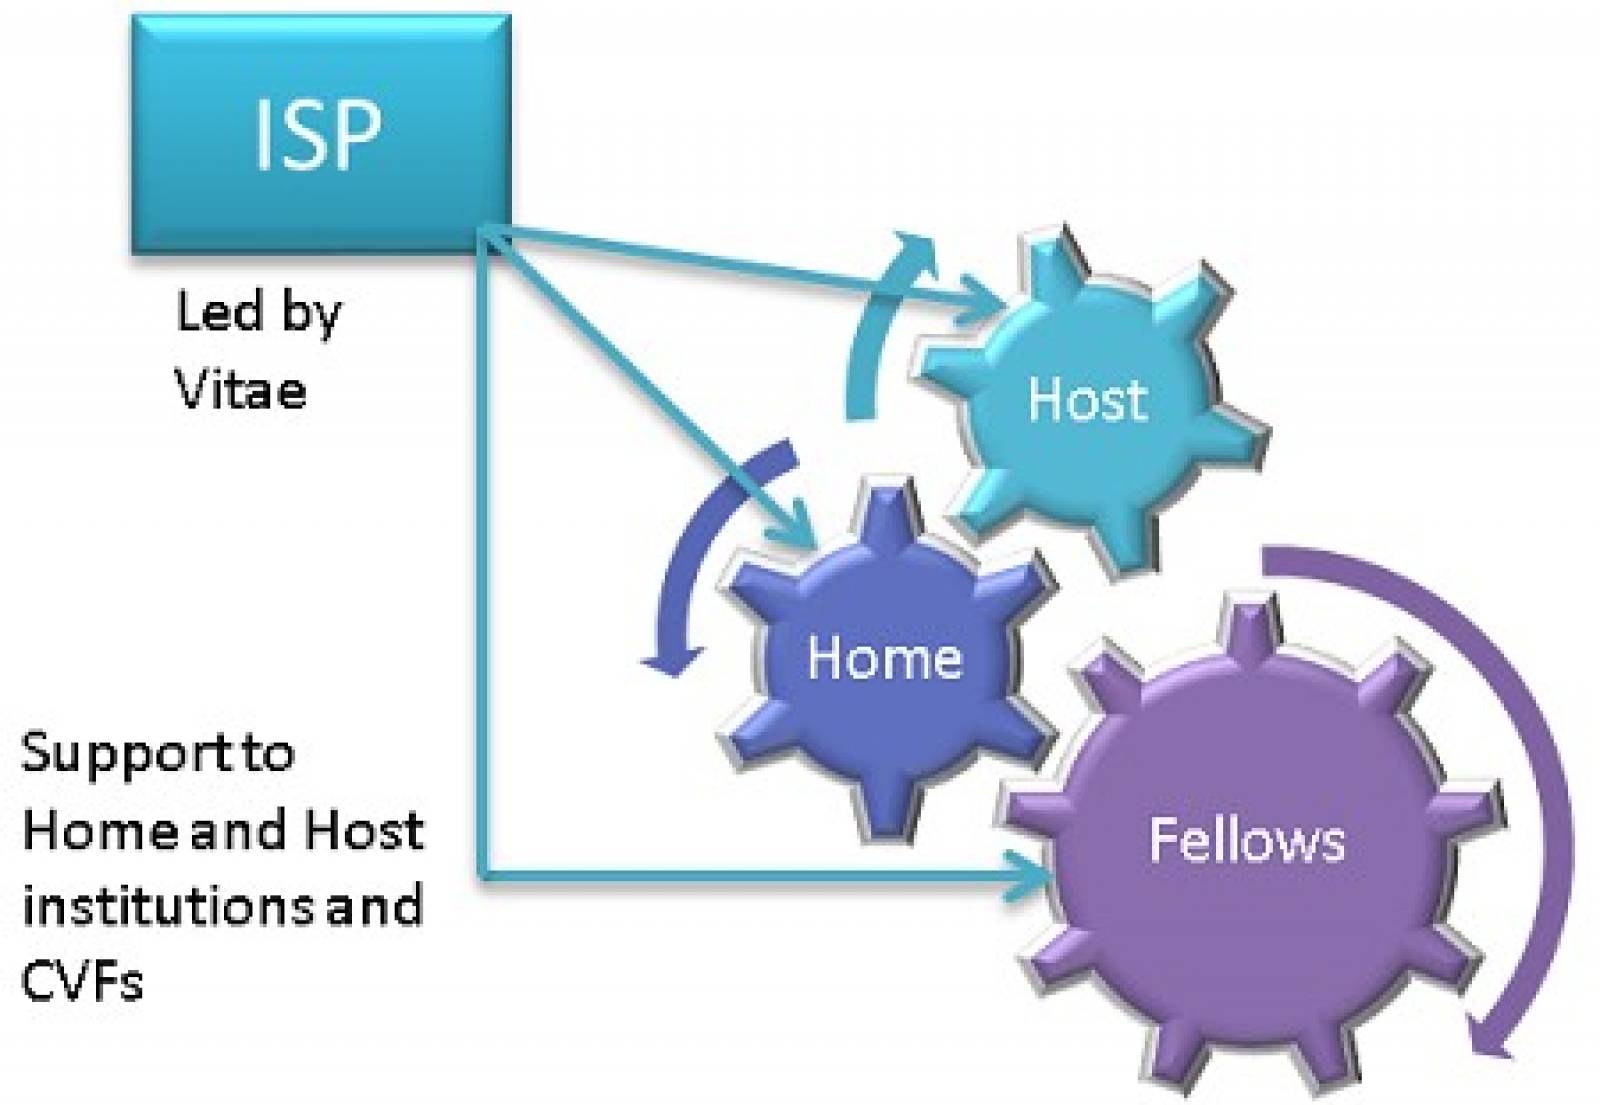 ISP
Led by
Vitae
Host
Home
Fellows
Support to
Home and Host
institutions and
CVFs